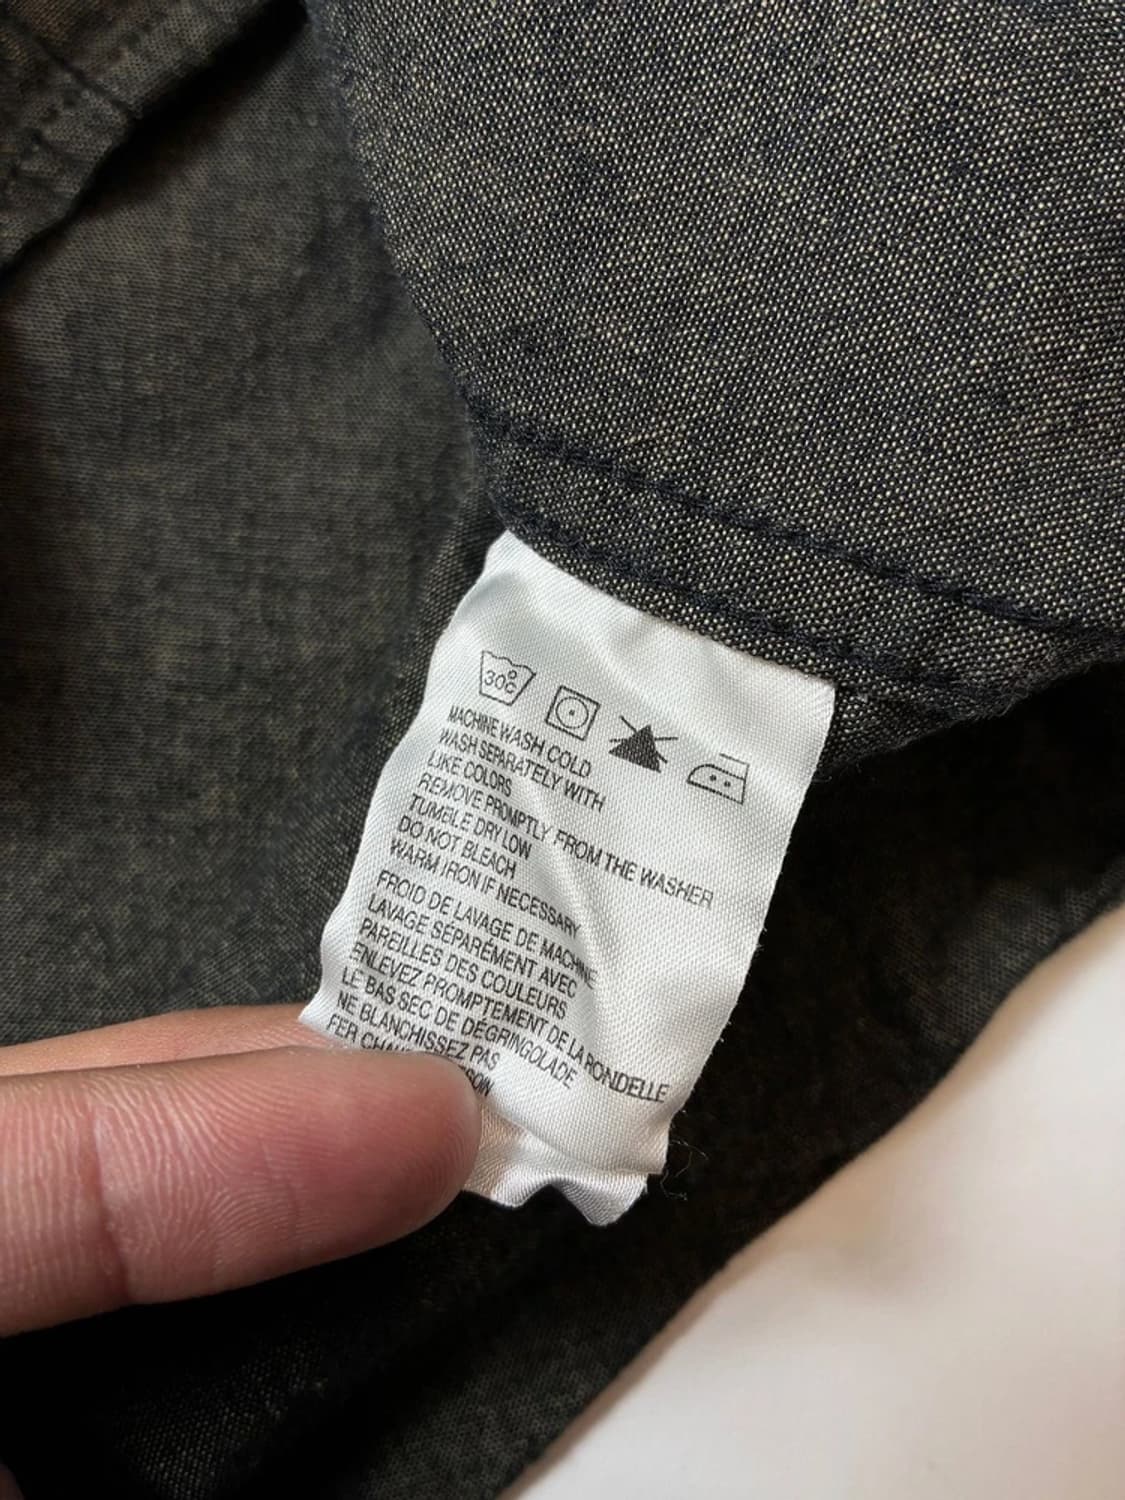 30°C
MACHINE WASH COLD
WASH SEPARATELY WITH
LIKE COLORS
REMOVE PROMPTLY FROM THE WASHER
TUMBLE DRY LOW
DO NOT BLEACH
WARM IRON IF NECESSARY
FROID DE LAVAGE DE MACHINE
LAVAGE SÉPARÉMENT AVEC
PAREILLES DES COULEURS
ENLEVEZ PROMPTEMENT DE LA RONDELLE
LE BAS SEC DE DÉGRINGOLADE
NE BLANCHISSEZ PAS
FER